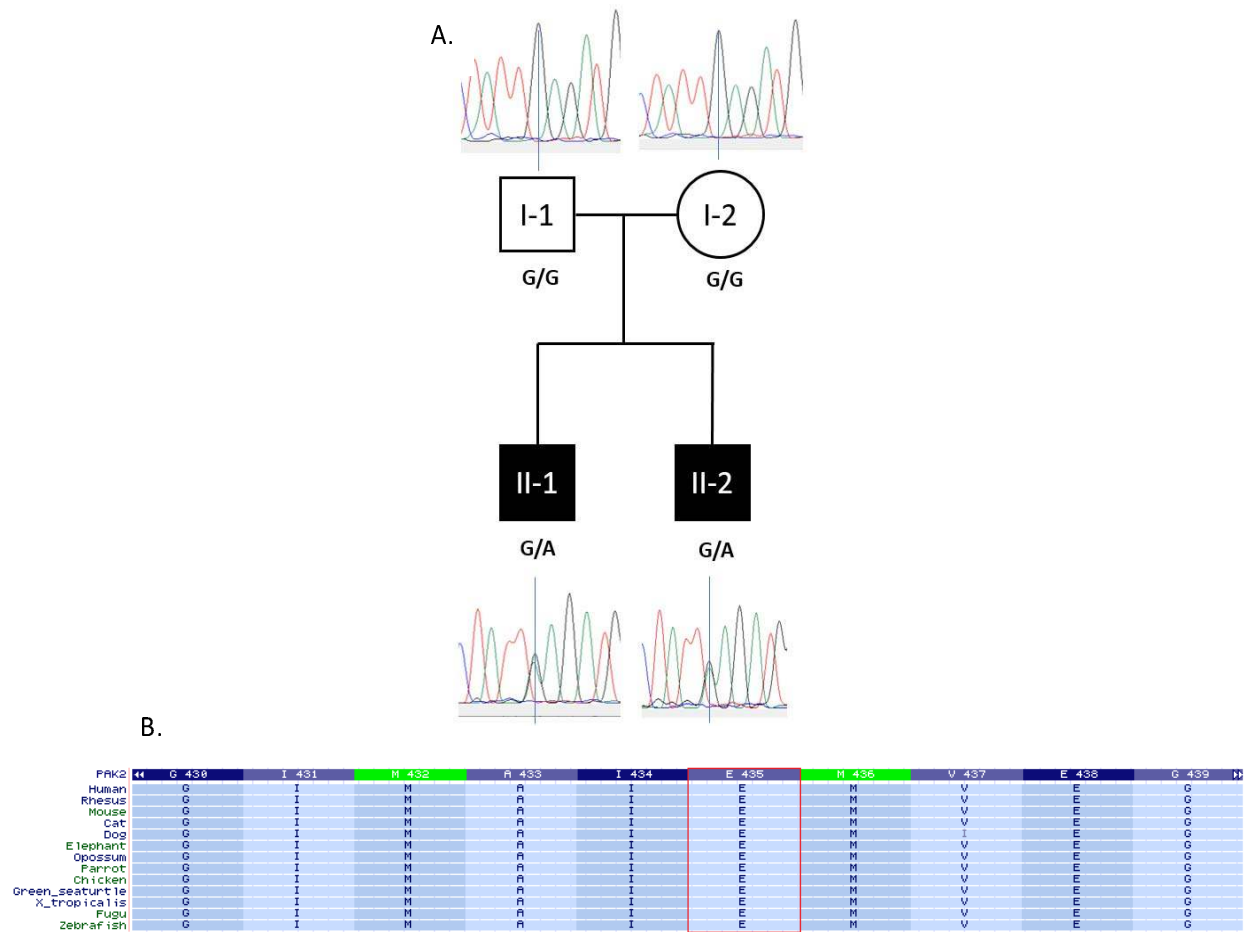 A.
I-1 I-2
G/G G/G
II-1 II-2
G/A G/A
B.
PAK2 G 430 I 431 M 432 A 433 I 434 E 435 M 436 V 437 E 438 G 439
Human G I M A I E M V E G
Rhesus G I M A I E M V E G
Mouse G I M A I E M V E G
Cat G I M A I E M V E G
Dog G I M A I E M I E G
Elephant G I M A I E M V E G
Opossum G I M A I E M V E G
Parrot G I M A I E M V E G
Chicken G I M A I E M V E G
Green_seaturtle G I M A I E M V E G
X_tropicalis G I M A I E M V E G
Fugu G I M A I E M V E G
Zebrafish G I M A I E M V E G